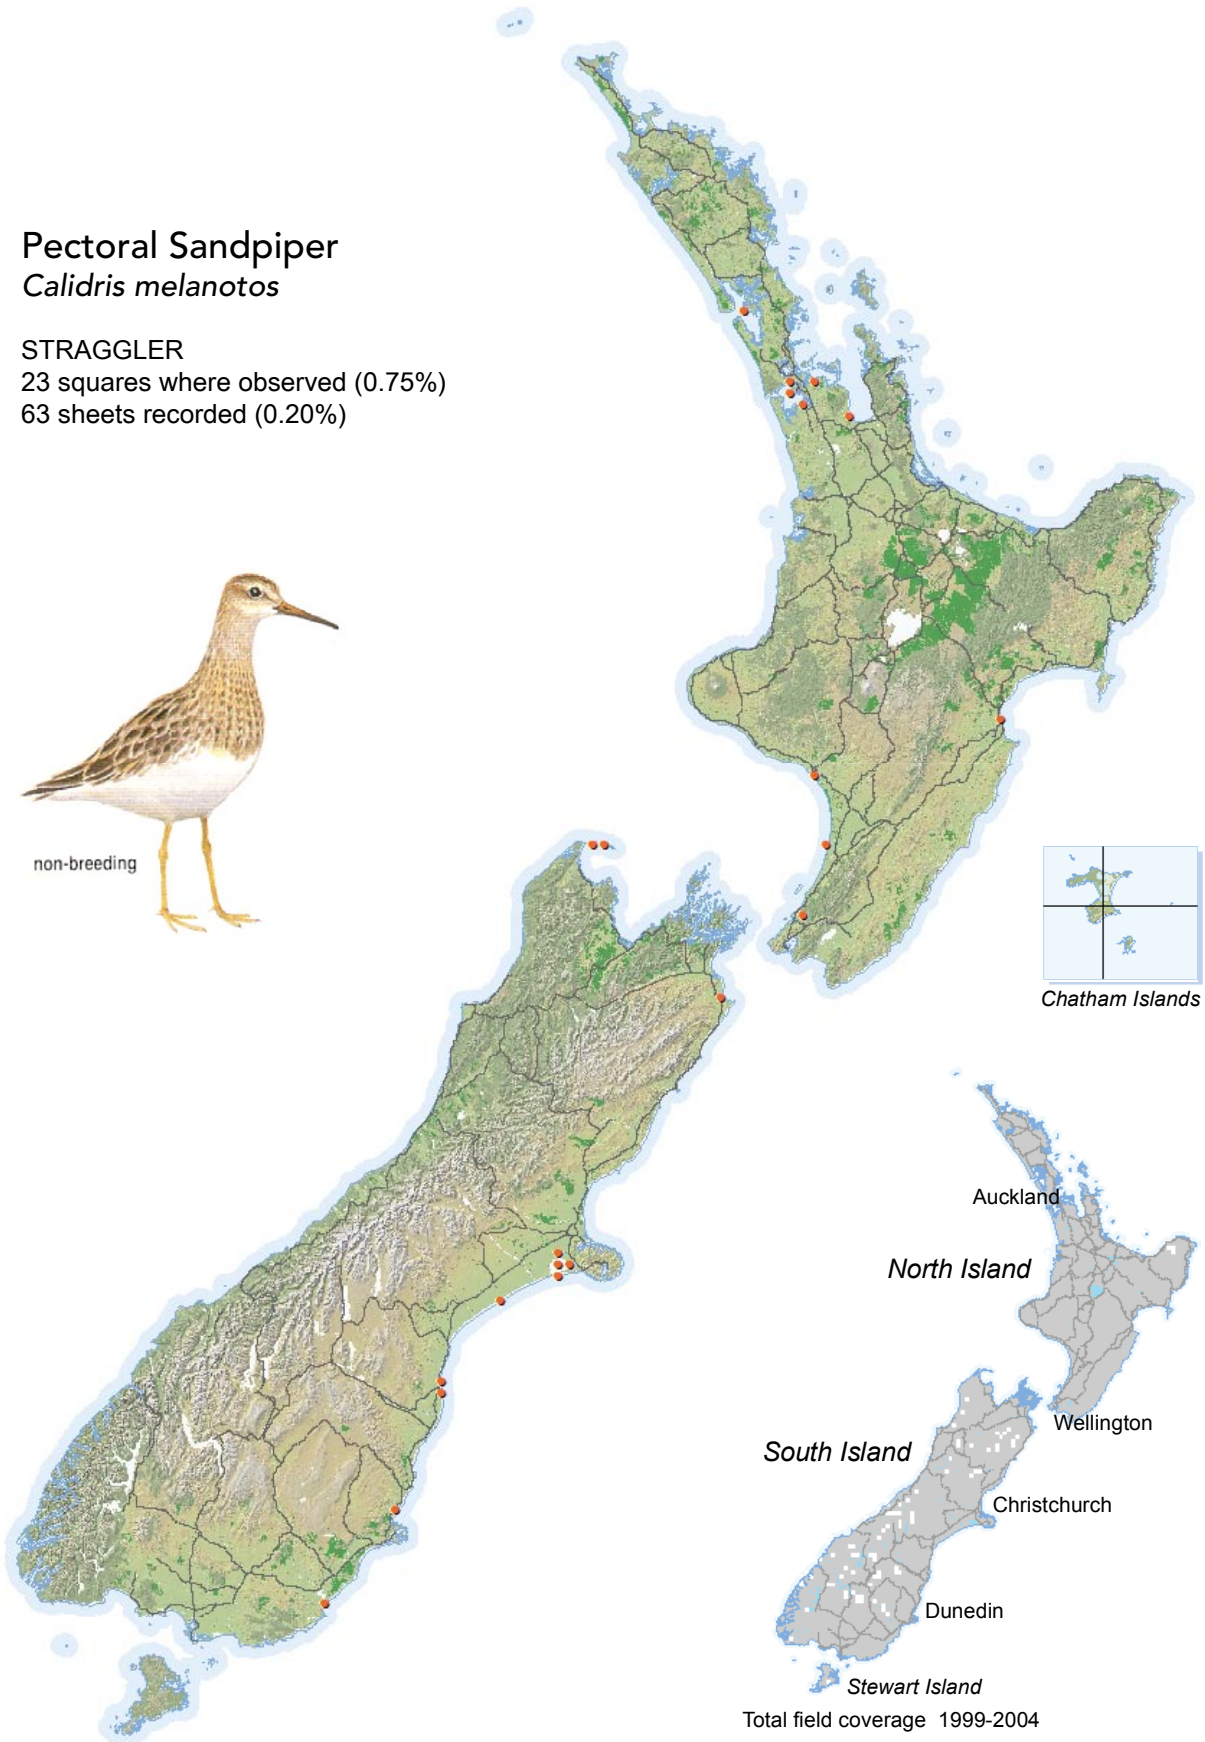 Pectoral Sandpiper
Calidris melanotos
STRAGGLER
23 squares where observed (0.75%)
63 sheets recorded (0.20%)
non-breeding
Chatham Islands
Auckland
North Island
Wellington
South Island
Christchurch
Dunedin
Stewart Island
Total field coverage 1999-2004